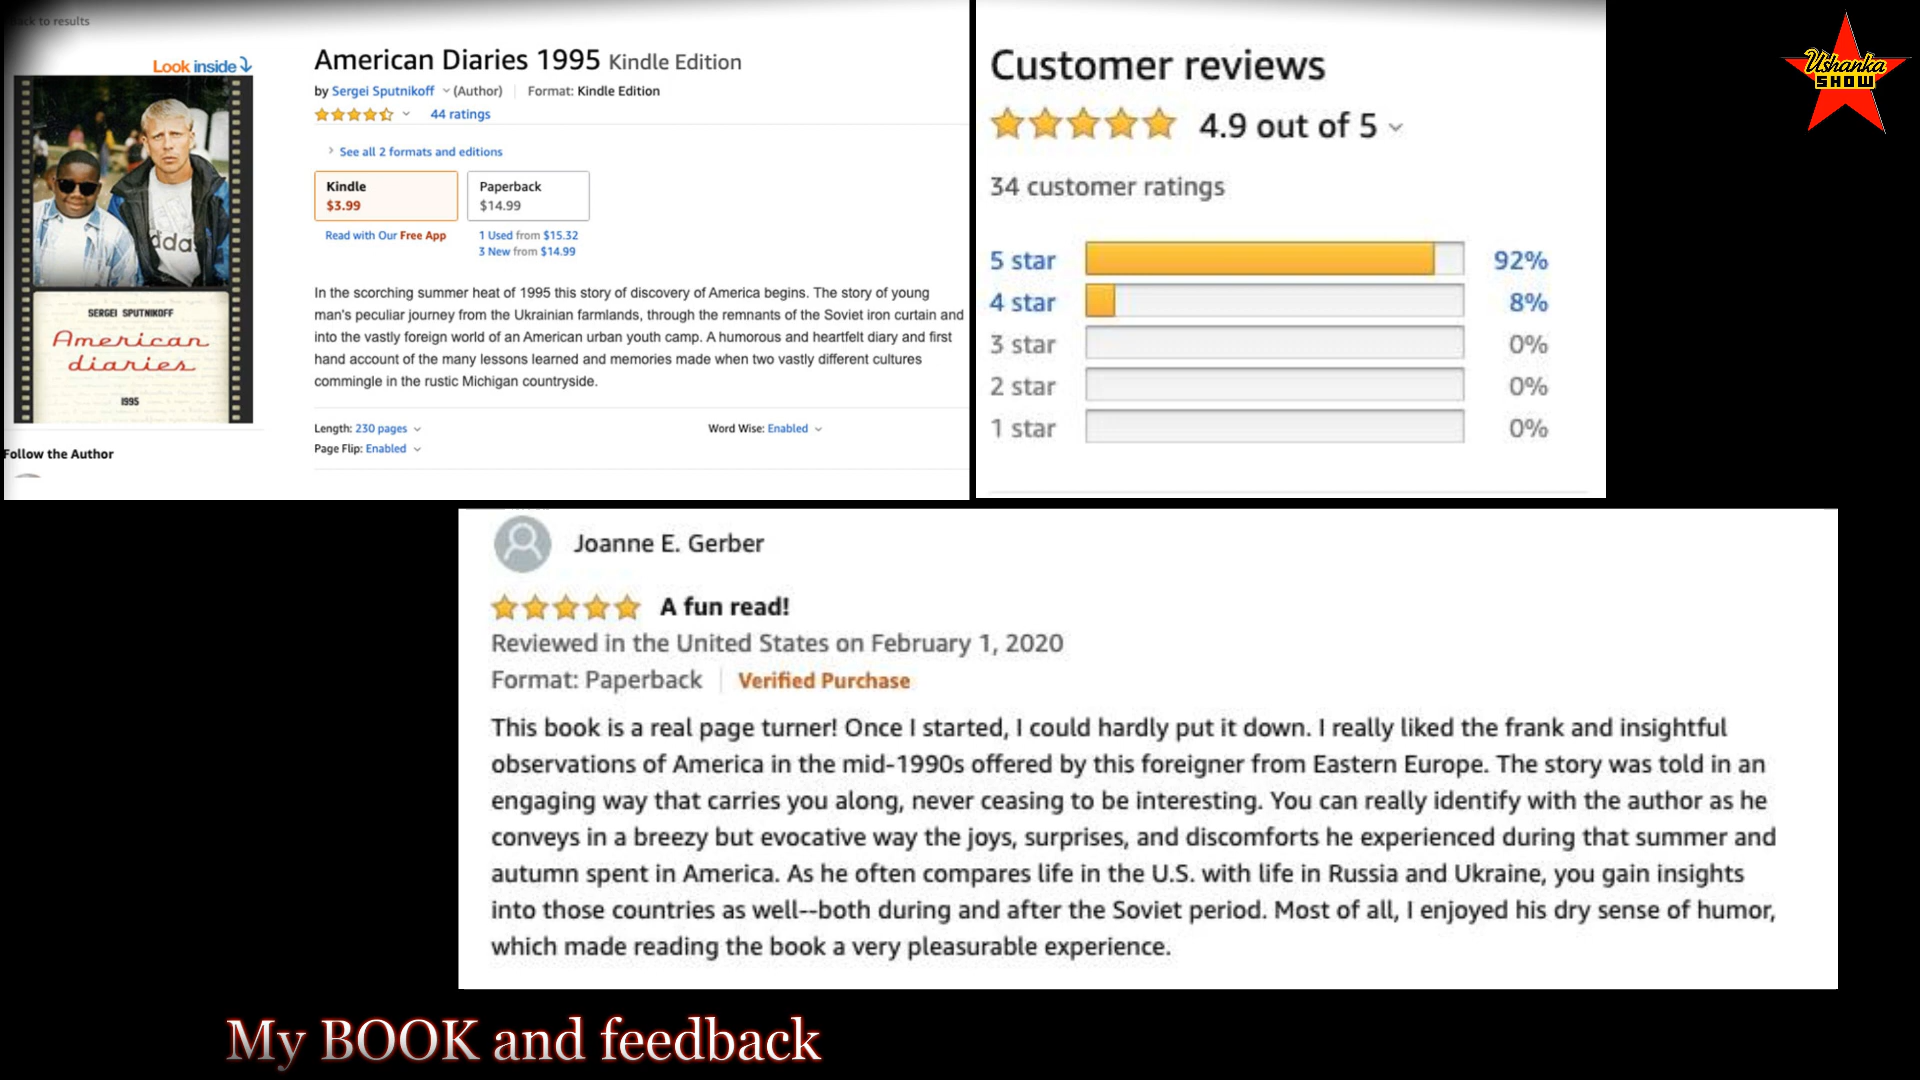 Back to results
Look inside
American Diaries 1995 Kindle Edition
by Sergei Sputnikoff (Author) Format: Kindle Edition
44 ratings
See all 2 formats and editions
Kindle
$3.99
Paperback
$14.99
Read with Our Free App
1 Used from $15.32
3 New from $14.99
In the scorching summer heat of 1995 this story of discovery of America begins. The story of young
man's peculiar journey from the Ukrainian farmlands, through the remnants of the Soviet iron curtain and
into the vastly foreign world of an American urban youth camp. A humorous and heartfelt diary and first
hand account of the many lessons learned and memories made when two vastly different cultures
commingle in the rustic Michigan countryside.
Length: 230 pages
Word Wise: Enabled
Page Flip: Enabled
adidas
SERGEI SPUTNIKOFF
American
diaries
1995
Follow the Author
Customer reviews
4.9 out of 5
34 customer ratings
5 star 92%
4 star 8%
3 star 0%
2 star 0%
1 star 0%
Ushanka
SHOW
Joanne E. Gerber
A fun read!
Reviewed in the United States on February 1, 2020
Format: Paperback Verified Purchase
This book is a real page turner! Once I started, I could hardly put it down. I really liked the frank and insightful
observations of America in the mid-1990s offered by this foreigner from Eastern Europe. The story was told in an
engaging way that carries you along, never ceasing to be interesting. You can really identify with the author as he
conveys in a breezy but evocative way the joys, surprises, and discomforts he experienced during that summer and
autumn spent in America. As he often compares life in the U.S. with life in Russia and Ukraine, you gain insights
into those countries as well--both during and after the Soviet period. Most of all, I enjoyed his dry sense of humor,
which made reading the book a very pleasurable experience.
My BOOK and feedback